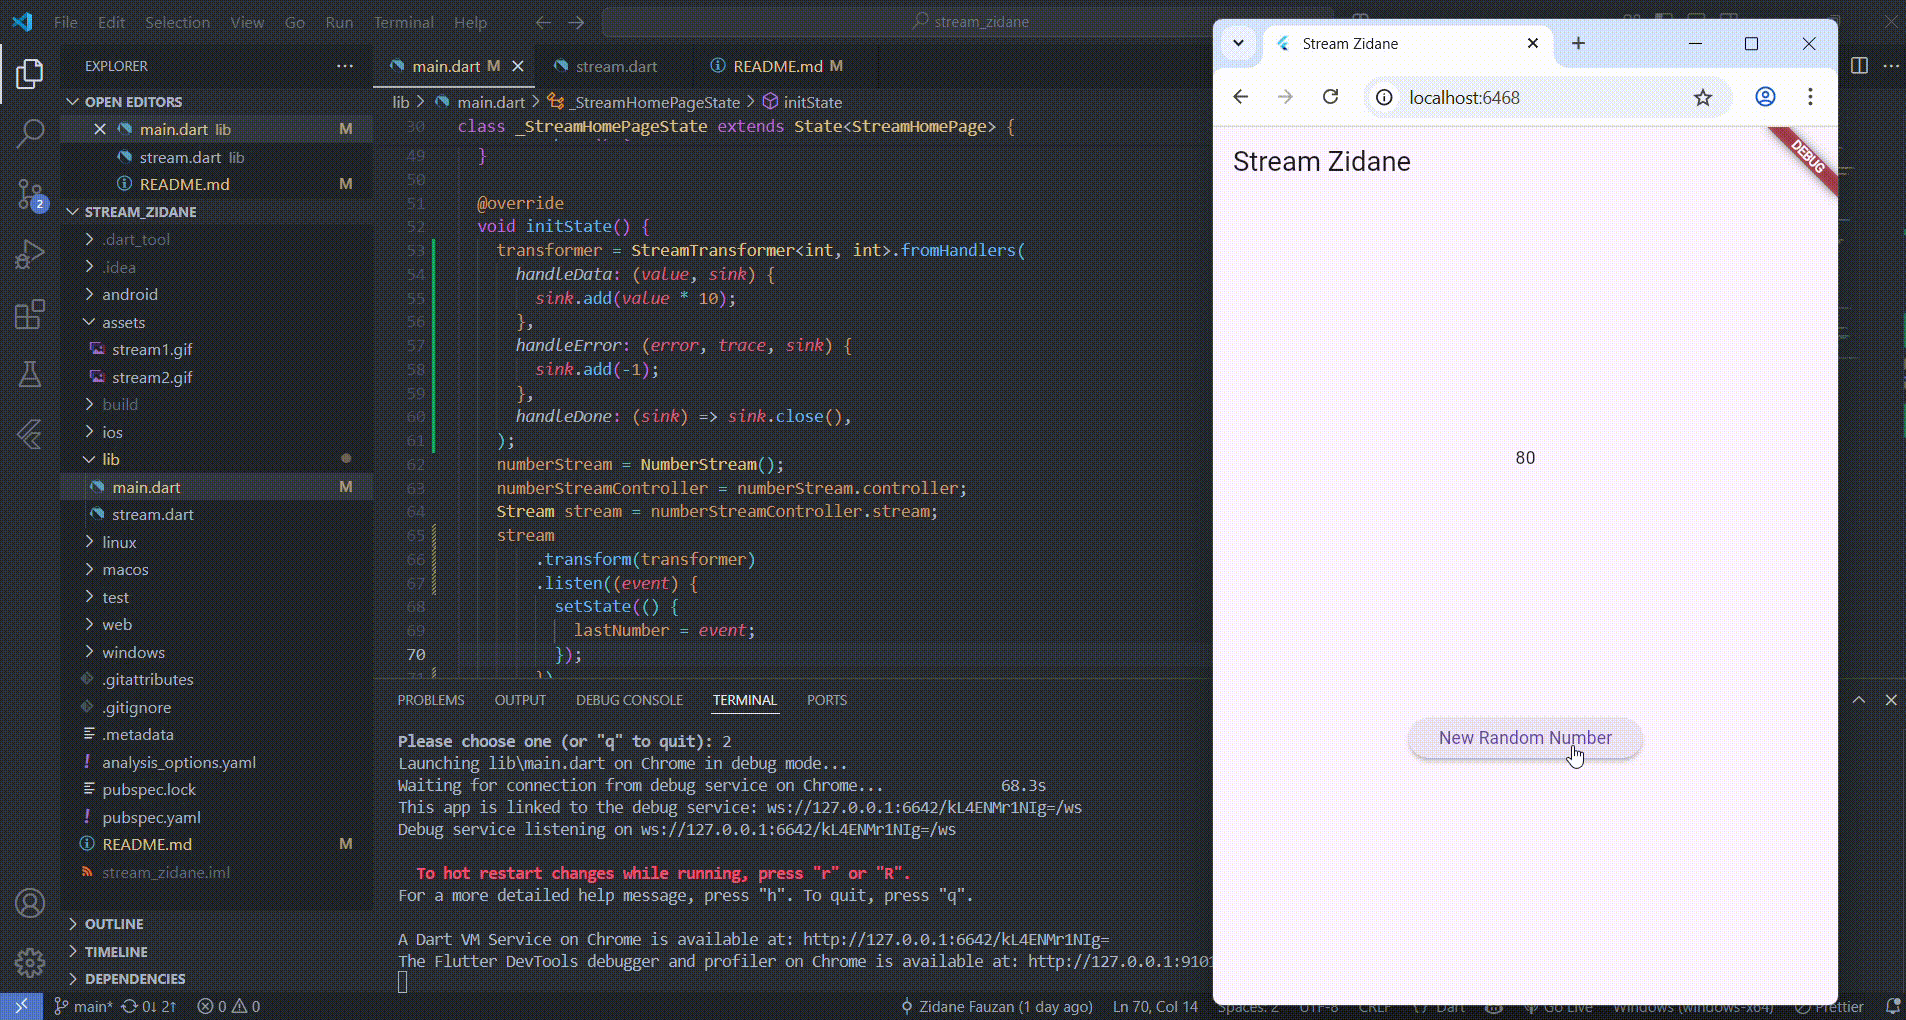 File Edit Selection View Go Run Terminal Help
stream_zidane
EXPLORER
OPEN EDITORS
main.dart lib M
stream.dart lib
README.md M
STREAM_ZIDANE
.dart_tool
.idea
android
assets
stream1.gif
stream2.gif
build
ios
lib
main.dart M
stream.dart
linux
macos
test
web
windows
.gitattributes
.gitignore
.metadata
analysis_options.yaml
pubspec.lock
pubspec.yaml
README.md M
stream_zidane.iml
OUTLINE
TIMELINE
DEPENDENCIES
2
main.dart M
stream.dart
README.md M
lib > main.dart > _StreamHomePageState > initState
30 class _StreamHomePageState extends State<StreamHomePage> {
49 }
50
51 @override
52 void initState() {
53 transformer = StreamTransformer<int, int>.fromHandlers(
54 handleData: (value, sink) {
55 sink.add(value * 10);
56 },
57 handleError: (error, trace, sink) {
58 sink.add(-1);
59 },
60 handleDone: (sink) => sink.close(),
61 );
62 numberStream = NumberStream();
63 numberStreamController = numberStream.controller;
64 Stream stream = numberStreamController.stream;
65 stream
66 .transform(transformer)
67 .listen((event) {
68 setState(() {
69 lastNumber = event;
70 });
PROBLEMS OUTPUT DEBUG CONSOLE TERMINAL PORTS
Please choose one (or "q" to quit): 2
Launching lib\main.dart on Chrome in debug mode...
Waiting for connection from debug service on Chrome... 68.3s
This app is linked to the debug service: ws://127.0.0.1:6642/kL4ENMr1NIg=/ws
Debug service listening on ws://127.0.0.1:6642/kL4ENMr1NIg=/ws
To hot restart changes while running, press "r" or "R".
For a more detailed help message, press "h". To quit, press "q".
A Dart VM Service on Chrome is available at: http://127.0.0.1:6642/kL4ENMr1NIg=
The Flutter DevTools debugger and profiler on Chrome is available at: http://127.0.0.1:9101
main* 0↓ 2↑ 0 0
Zidane Fauzan (1 day ago) Ln 70, Col 14 Spaces: 2 UTF-8 CRLF {} Dart Go Live Windows (windows-x64) Prettier
Stream Zidane
localhost:6468
Stream Zidane
DEBUG
80
New Random Number